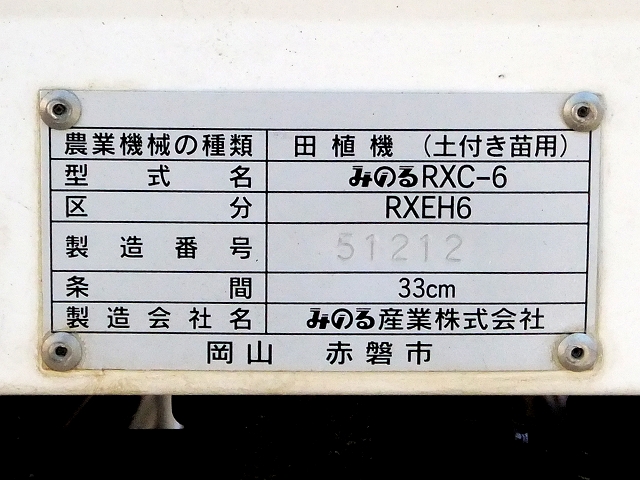 農業機械の種類 田植機（土付き苗用）
型式名 みのるRXC-6
区分 RXEH6
製造番号 51212
条間 33cm
製造会社名 みのる産業株式会社
岡山 赤磐市